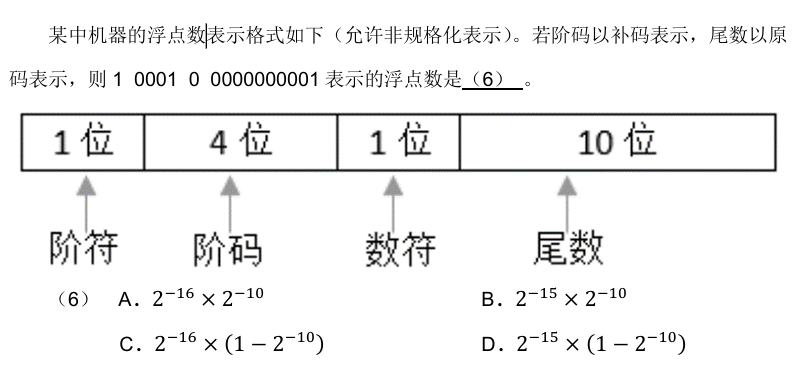 某中机器的浮点数表示格式如下（允许非规格化表示）。若阶码以补码表示，尾数以原
码表示，则 1 0001 0 0000000001 表示的浮点数是（6） 。
1 位 4 位 1 位 10 位
阶符 阶码 数符 尾数
（6） A．2⁻¹⁶ × 2⁻¹⁰ B．2⁻¹⁵ × 2⁻¹⁰
C．2⁻¹⁶ × (1 − 2⁻¹⁰) D．2⁻¹⁵ × (1 − 2⁻¹⁰)